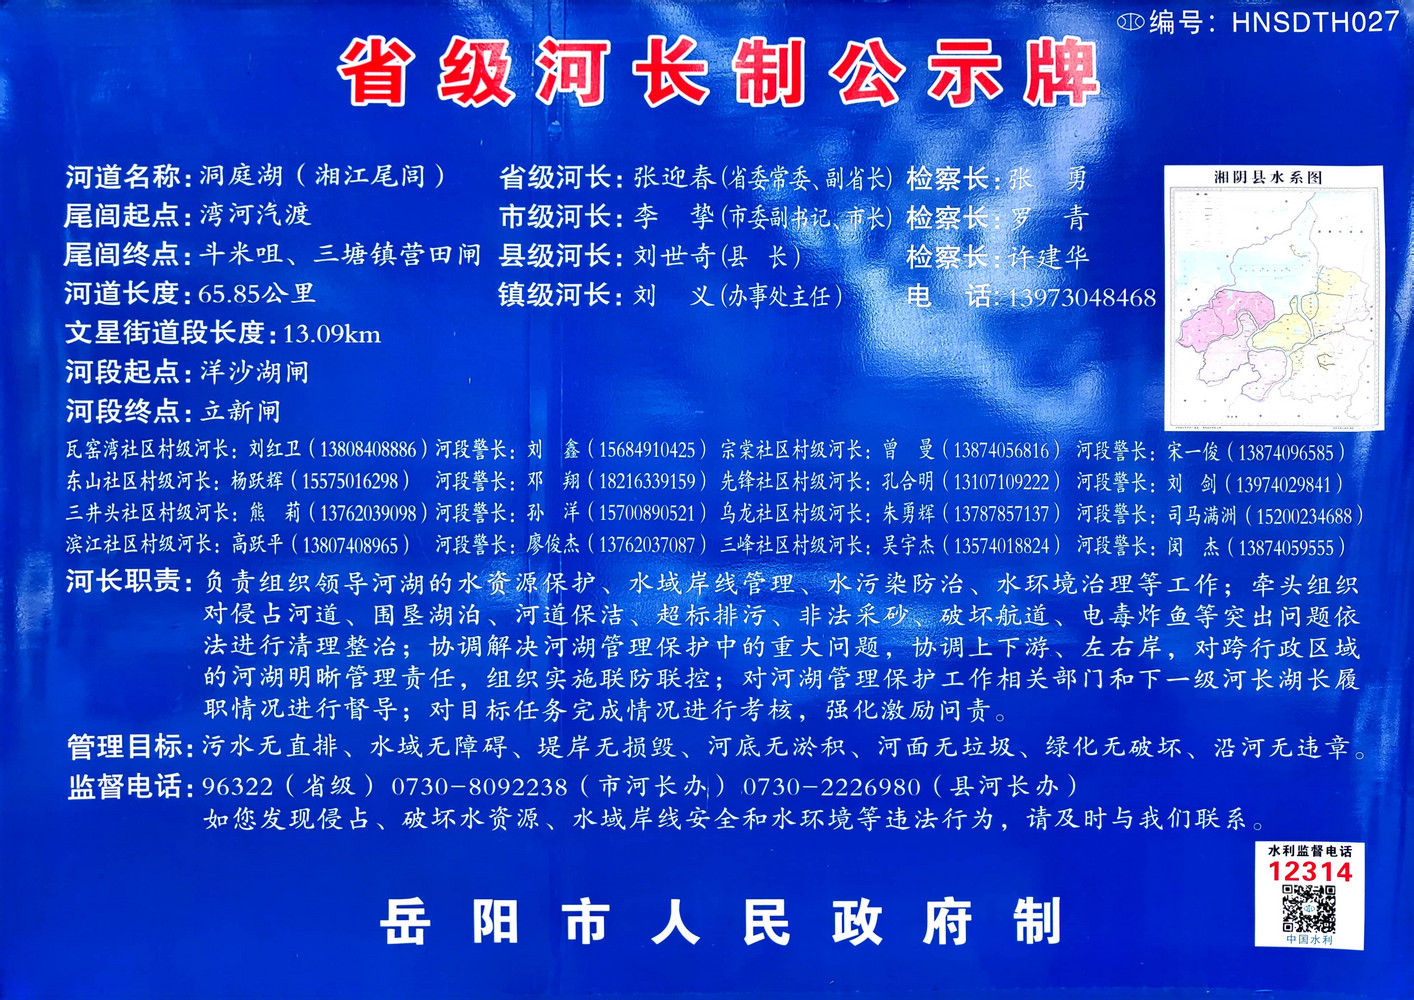 编号：HNSDTH027
省级河长制公示牌
河道名称：洞庭湖（湘江尾闾） 省级河长：张迎春（省委常委、副省长） 检察长：张 勇
尾闾起点：湾河汽渡 市级河长：李 挚（市委副书记、市长） 检察长：罗 青
尾闾终点：斗米咀、三塘镇营田闸 县级河长：刘世奇（县 长） 检察长：许建华
河道长度：65.85公里 镇级河长：刘 义（办事处主任） 电 话：13973048468
文星街道段长度：13.09km
河段起点：洋沙湖闸
河段终点：立新闸
湘阴县水系图
瓦窑湾社区村级河长：刘红卫（13808408886）河段警长：刘 鑫（15684910425） 宗棠社区村级河长：曾 曼（13874056816） 河段警长：宋一俊（13874096585）
东山社区村级河长：杨跃辉（15575016298） 河段警长：邓 翔（18216339159） 先锋社区村级河长：孔合明（13107109222） 河段警长：刘 剑（13974029841）
三井头社区村级河长：熊 莉（13762039098）河段警长：孙 洋（15700890521） 乌龙社区村级河长：朱勇辉（13787857137） 河段警长：司马满洲（15200234688）
滨江社区村级河长：高跃平（13807408965） 河段警长：廖俊杰（13762037087） 三峰社区村级河长：吴宇杰（13574018824） 河段警长：闵 杰（13874059555）
河长职责：负责组织领导河湖的水资源保护、水域岸线管理、水污染防治、水环境治理等工作；牵头组织
对侵占河道、围垦湖泊、河道保洁、超标排污、非法采砂、破坏航道、电毒炸鱼等突出问题依
法进行清理整治；协调解决河湖管理保护中的重大问题，协调上下游、左右岸，对跨行政区域
的河湖明晰管理责任，组织实施联防联控；对河湖管理保护工作相关部门和下一级河长湖长履
职情况进行督导；对目标任务完成情况进行考核，强化激励问责。
管理目标：污水无直排、水域无障碍、堤岸无损毁、河底无淤积、河面无垃圾、绿化无破坏、沿河无违章。
监督电话：96322（省级） 0730-8092238（市河长办） 0730-2226980（县河长办）
如您发现侵占、破坏水资源、水域岸线安全和水环境等违法行为，请及时与我们联系。
水利监督电话
12314
中国水利
岳阳市人民政府制